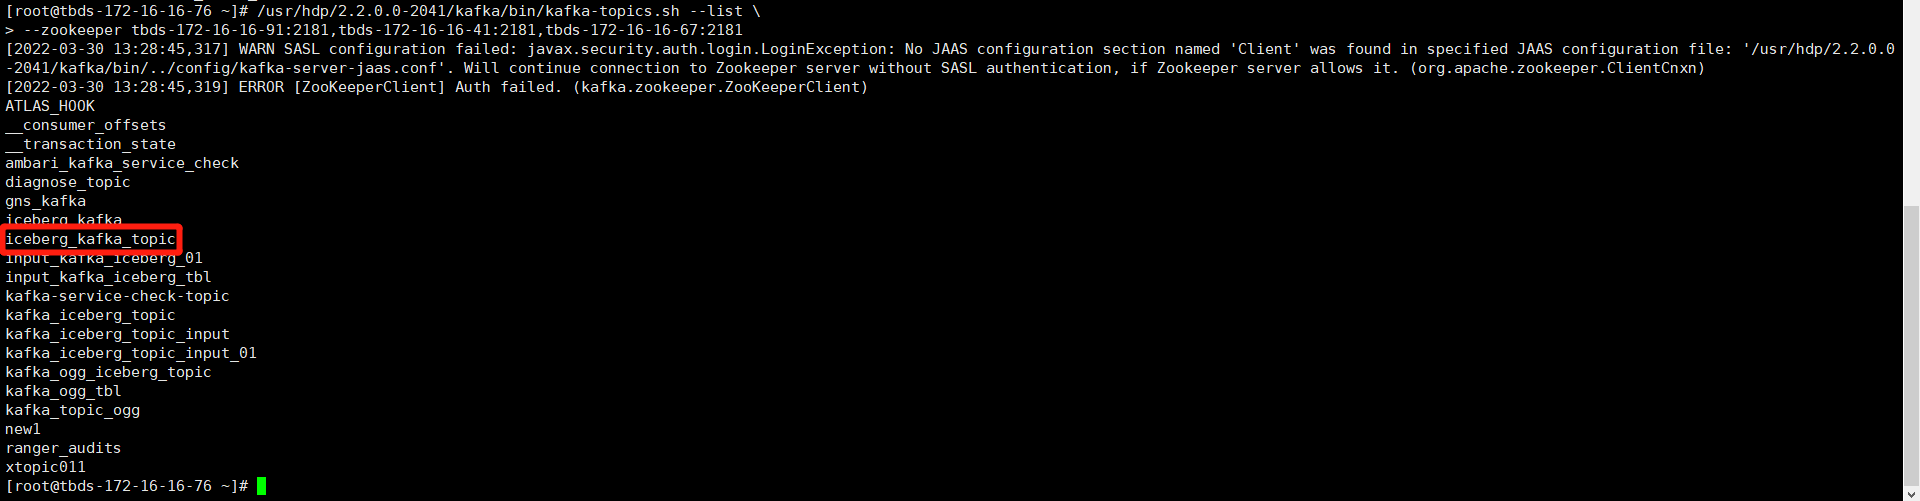 [root@tbds-172-16-16-76 ~]# /usr/hdp/2.2.0.0-2041/kafka/bin/kafka-topics.sh --list \
> --zookeeper tbds-172-16-16-91:2181,tbds-172-16-16-41:2181,tbds-172-16-16-67:2181
[2022-03-30 13:28:45,317] WARN SASL configuration failed: javax.security.auth.login.LoginException: No JAAS configuration section named 'Client' was found in specified JAAS configuration file: '/usr/hdp/2.2.0.0
-2041/kafka/bin/../config/kafka-server-jaas.conf'. Will continue connection to Zookeeper server without SASL authentication, if Zookeeper server allows it. (org.apache.zookeeper.ClientCnxn)
[2022-03-30 13:28:45,319] ERROR [ZooKeeperClient] Auth failed. (kafka.zookeeper.ZooKeeperClient)
ATLAS_HOOK
__consumer_offsets
__transaction_state
ambari_kafka_service_check
diagnose_topic
gns_kafka
iceberg_kafka
iceberg_kafka_topic
input_kafka_iceberg_01
input_kafka_iceberg_tbl
kafka-service-check-topic
kafka_iceberg_topic
kafka_iceberg_topic_input
kafka_iceberg_topic_input_01
kafka_ogg_iceberg_topic
kafka_ogg_tbl
kafka_topic_ogg
new1
ranger_audits
xtopic011
[root@tbds-172-16-16-76 ~]#